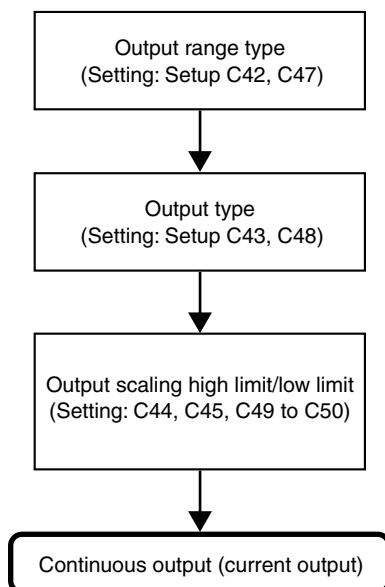 Output range type
(Setting: Setup C42, C47)
Output type
(Setting: Setup C43, C48)
Output scaling high limit/low limit
(Setting: C44, C45, C49 to C50)
Continuous output (current output)